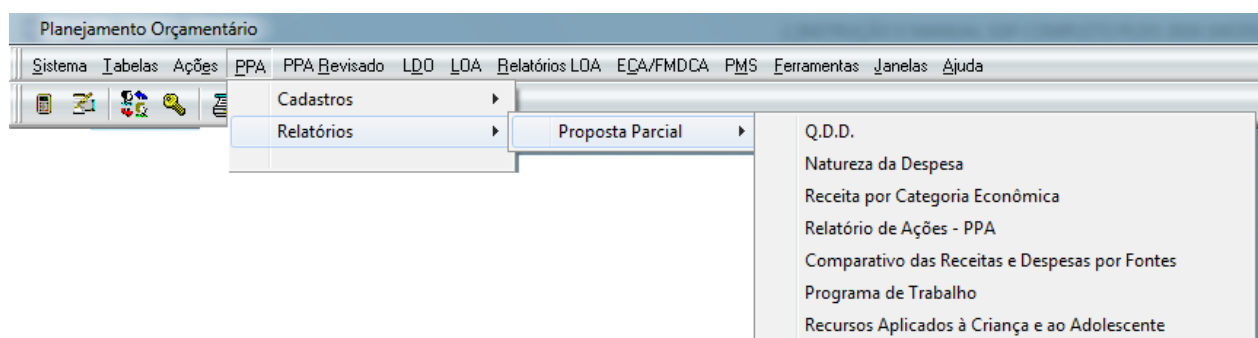 Planejamento Orçamentário
Sistema Tabelas Ações PPA PPA Revisado LDO LOA Relatórios LOA ECA/FMDCA PMS Ferramentas Janelas Ajuda
Cadastros
Relatórios
Proposta Parcial
Q.D.D.
Natureza da Despesa
Receita por Categoria Econômica
Relatório de Ações - PPA
Comparativo das Receitas e Despesas por Fontes
Programa de Trabalho
Recursos Aplicados à Criança e ao Adolescente